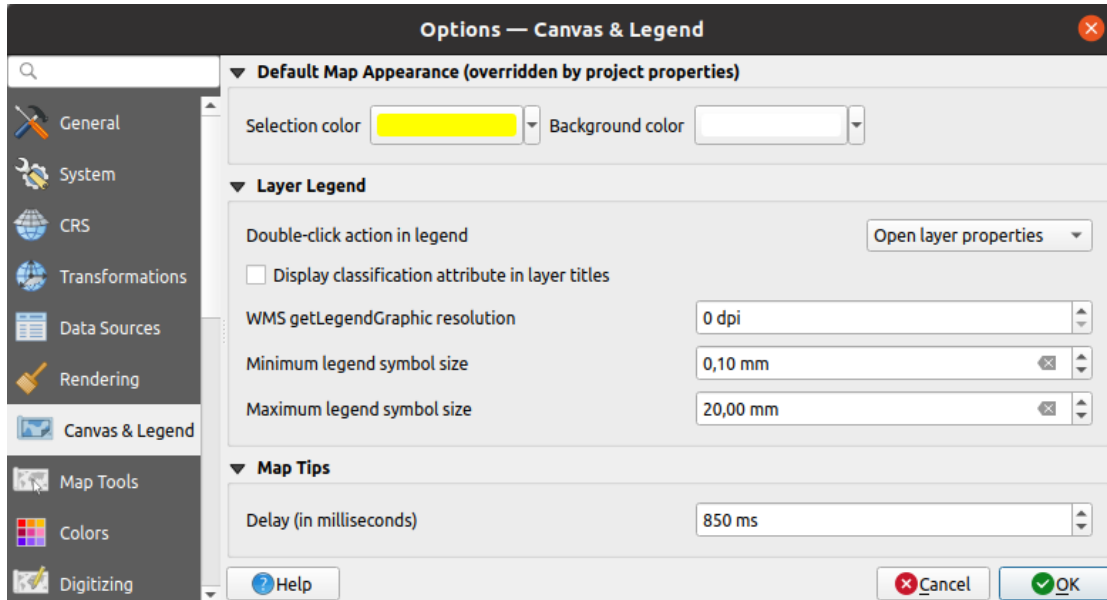 Options — Canvas & Legend
General
System
CRS
Transformations
Data Sources
Rendering
Canvas & Legend
Map Tools
Colors
Digitizing
Default Map Appearance (overridden by project properties)
Selection color Background color
Layer Legend
Double-click action in legend Open layer properties
Display classification attribute in layer titles
WMS getLegendGraphic resolution 0 dpi
Minimum legend symbol size 0,10 mm
Maximum legend symbol size 20,00 mm
Map Tips
Delay (in milliseconds) 850 ms
Help Cancel OK